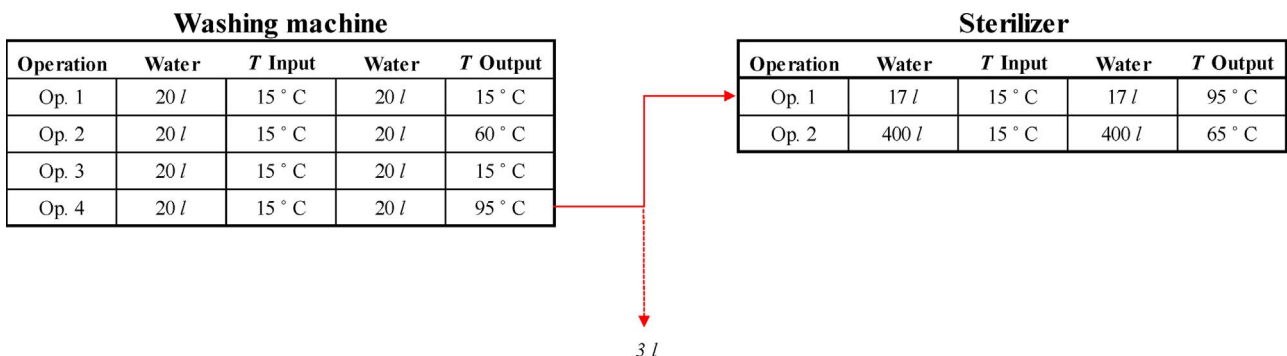 Washing machine
Operation Water T Input Water T Output
Op. 1 20 l 15 ° C 20 l 15 ° C
Op. 2 20 l 15 ° C 20 l 60 ° C
Op. 3 20 l 15 ° C 20 l 15 ° C
Op. 4 20 l 15 ° C 20 l 95 ° C
Sterilizer
Operation Water T Input Water T Output
Op. 1 17 l 15 ° C 17 l 95 ° C
Op. 2 400 l 15 ° C 400 l 65 ° C
3 l